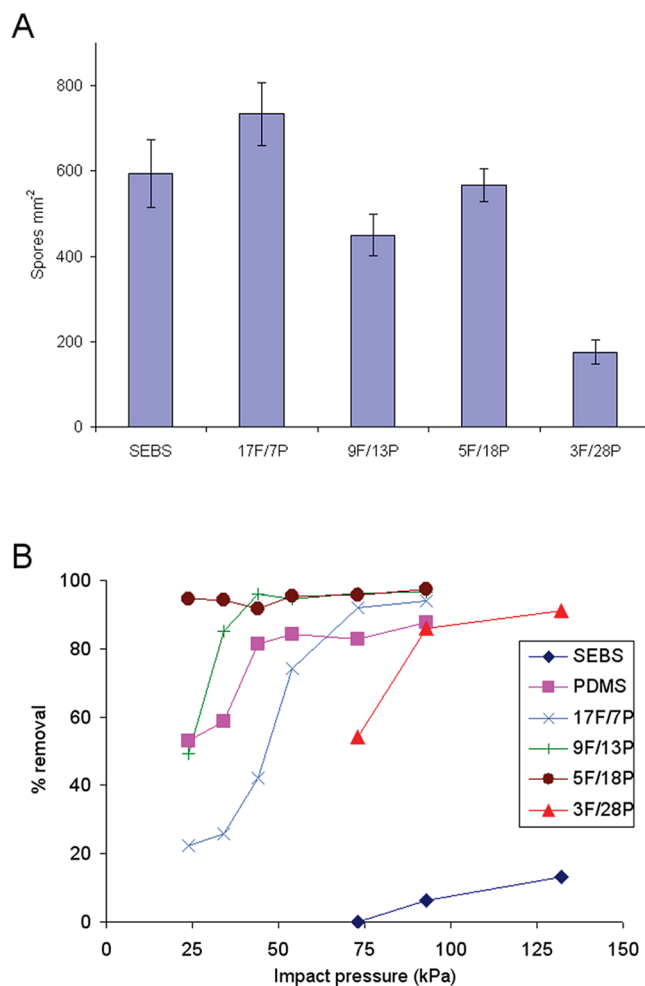 A
800
600
400
200
0
Spores mm-2
SEBS 17F/7P 9F/13P 5F/18P 3F/28P
B
100
80
60
40
20
0
% removal
0 25 50 75 100 125 150
Impact pressure (kPa)
SEBS
PDMS
17F/7P
9F/13P
5F/18P
3F/28P